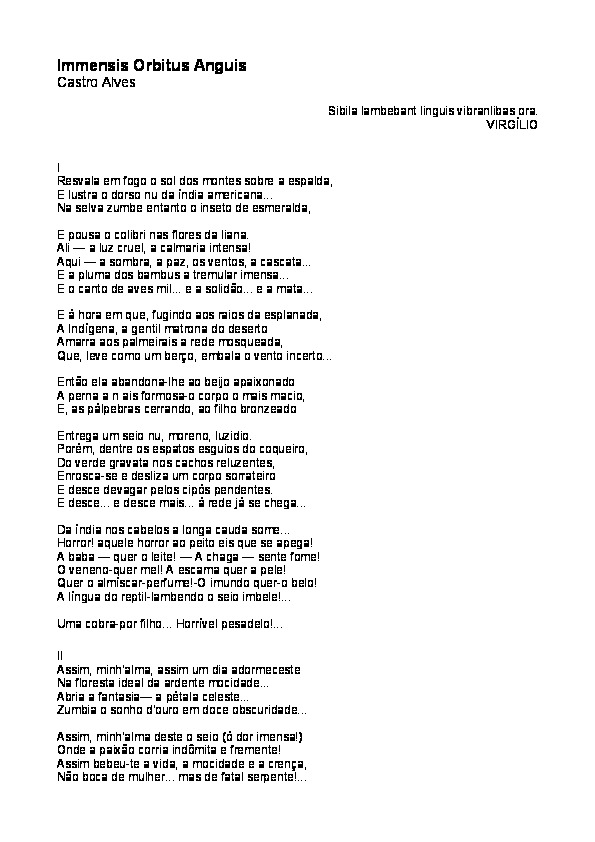 Immensis Orbitus Anguis
Castro Alves
Sibila lambebant linguis vibranlibas ora.
VIRGÍLIO
I
Resvala em fogo o sol dos montes sobre a espalda,
E lustra o dorso nu da índia americana...
Na selva zumbe entanto o inseto de esmeralda,
E pousa o colibri nas flores da liana.
Ali — a luz cruel, a calmaria intensa!
Aqui — a sombra, a paz, os ventos, a cascata...
E a pluma dos bambus a tremular imensa...
E o canto de aves mil... e a solidão... e a mata...
E à hora em que, fugindo aos raios da esplanada,
A Indígena, a gentil matrona do deserto
Amarra aos palmeirais a rede mosqueada,
Que, leve como um berço, embala o vento incerto...
Então ela abandona-lhe ao beijo apaixonado
A perna a n ais formosa-o corpo o mais macio,
E, as pálpebras cerrando, ao filho bronzeado
Entrega um seio nu, moreno, luzidio.
Porém, dentre os espatos esguios do coqueiro,
Do verde gravata nos cachos reluzentes,
Enrosca-se e desliza um corpo sorrateiro
E desce devagar pelos cipós pendentes.
E desce... e desce mais... à rede já se chega...
Da índia nos cabelos a longa cauda some...
Horror! aquele horror ao peito eis que se apega!
A baba — quer o leite! — A chaga — sente fome!
O veneno-quer mel! A escama quer a pele!
Quer o almíscar-perfume!-O imundo quer-o belo!
A língua do reptil-lambendo o seio imbele!...
Uma cobra-por filho... Horrível pesadelo!...
II
Assim, minh'alma, assim um dia adormeceste
Na floresta ideal da ardente mocidade...
Abria a fantasia— a pétala celeste...
Zumbia o sonho d'ouro em doce obscuridade...
Assim, minh'alma deste o seio (ó dor imensa!)
Onde a paixão corria indômita e fremente!
Assim bebeu-te a vida, a mocidade e a crença,
Não boca de mulher... mas de fatal serpente!...